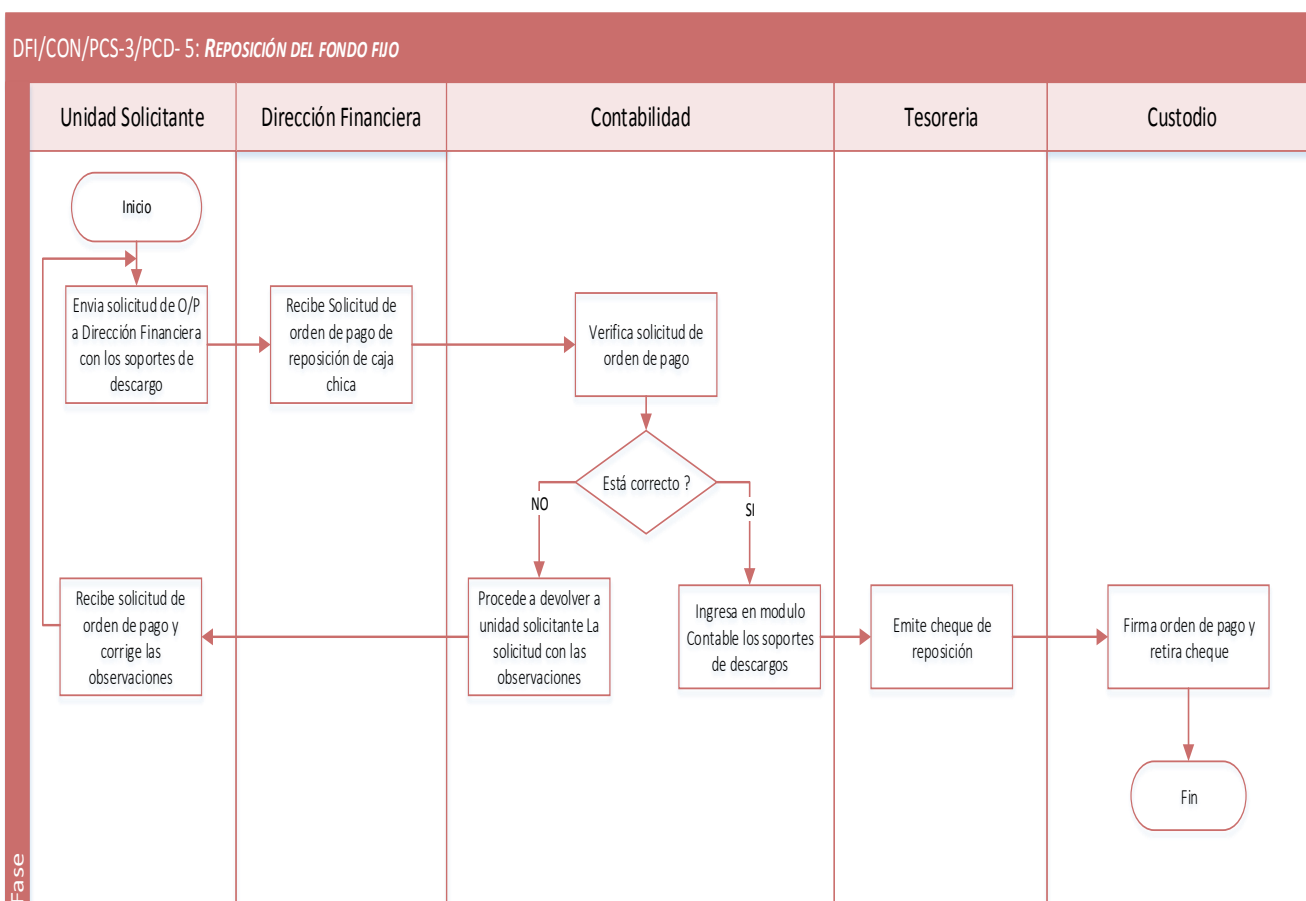 DFI/CON/PCS-3/PCD- 5: REPOSICIÓN DEL FONDO FIJO
Unidad Solicitante
Dirección Financiera
Contabilidad
Tesoreria
Custodio
Inicio
Envia solicitud de O/P
a Dirección Financiera
con los soportes de
descargo
Recibe Solicitud de
orden de pago de
reposición de caja
chica
Verifica solicitud de
orden de pago
Está correcto ?
NO
SI
Recibe solicitud de
orden de pago y
corrige las
observaciones
Procede a devolver a
unidad solicitante La
solicitud con las
observaciones
Ingresa en modulo
Contable los soportes
de descargos
Emite cheque de
reposición
Firma orden de pago y
retira cheque
Fin
Fase